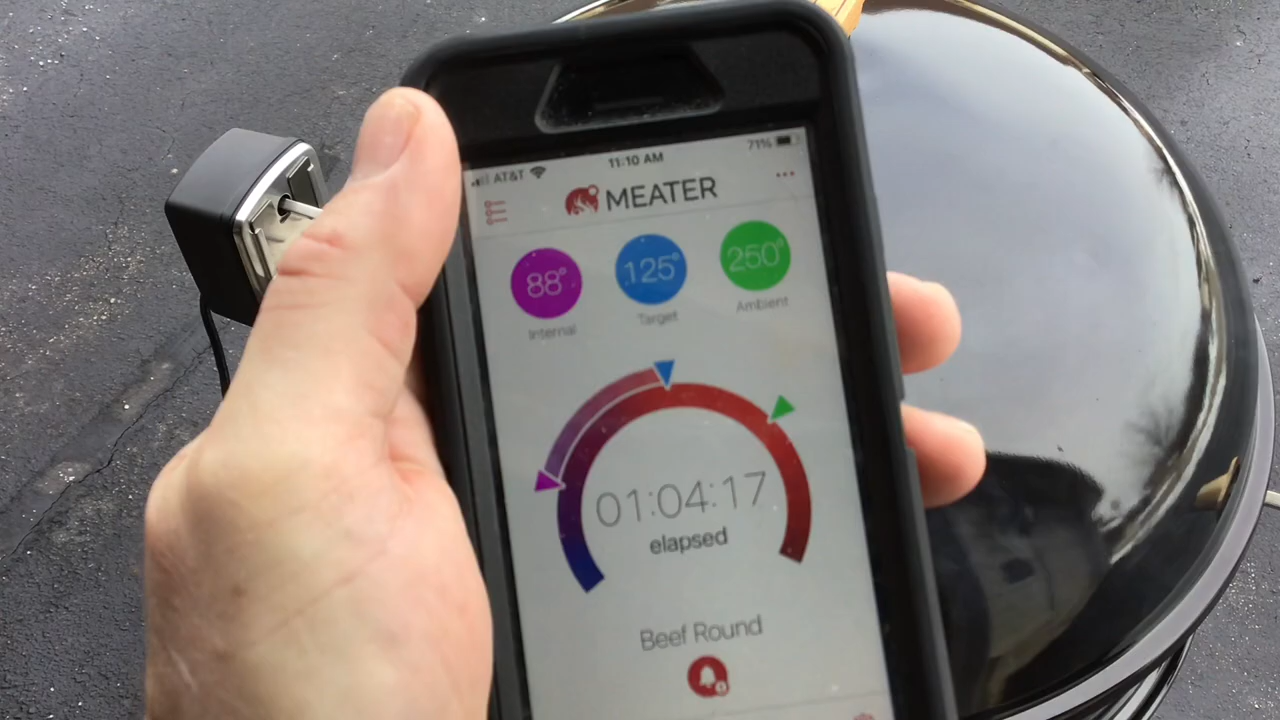 AT&T 11:10 AM 71%
MEATER
88° 125° 250°
Internal Target Ambient
01:04:17
elapsed
Beef Round